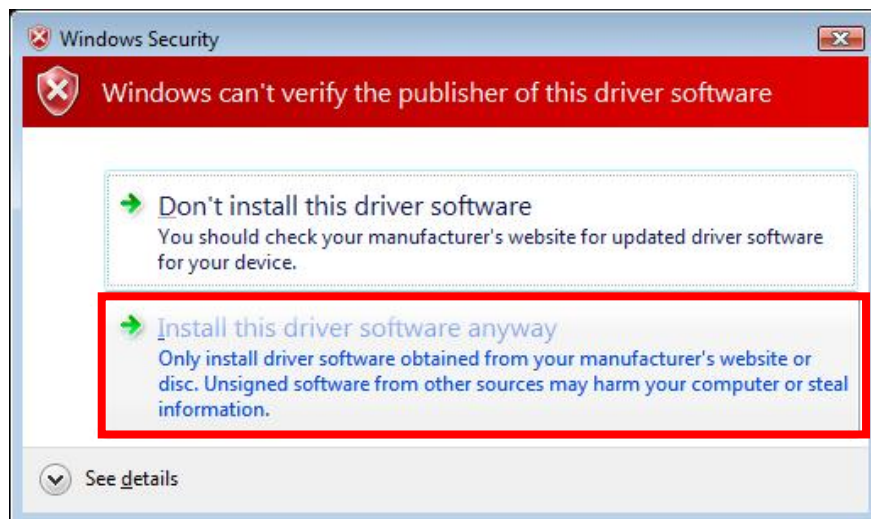 Windows Security
Windows can't verify the publisher of this driver software
Don't install this driver software
You should check your manufacturer's website for updated driver software
for your device.
Install this driver software anyway
Only install driver software obtained from your manufacturer's website or
disc. Unsigned software from other sources may harm your computer or steal
information.
See details